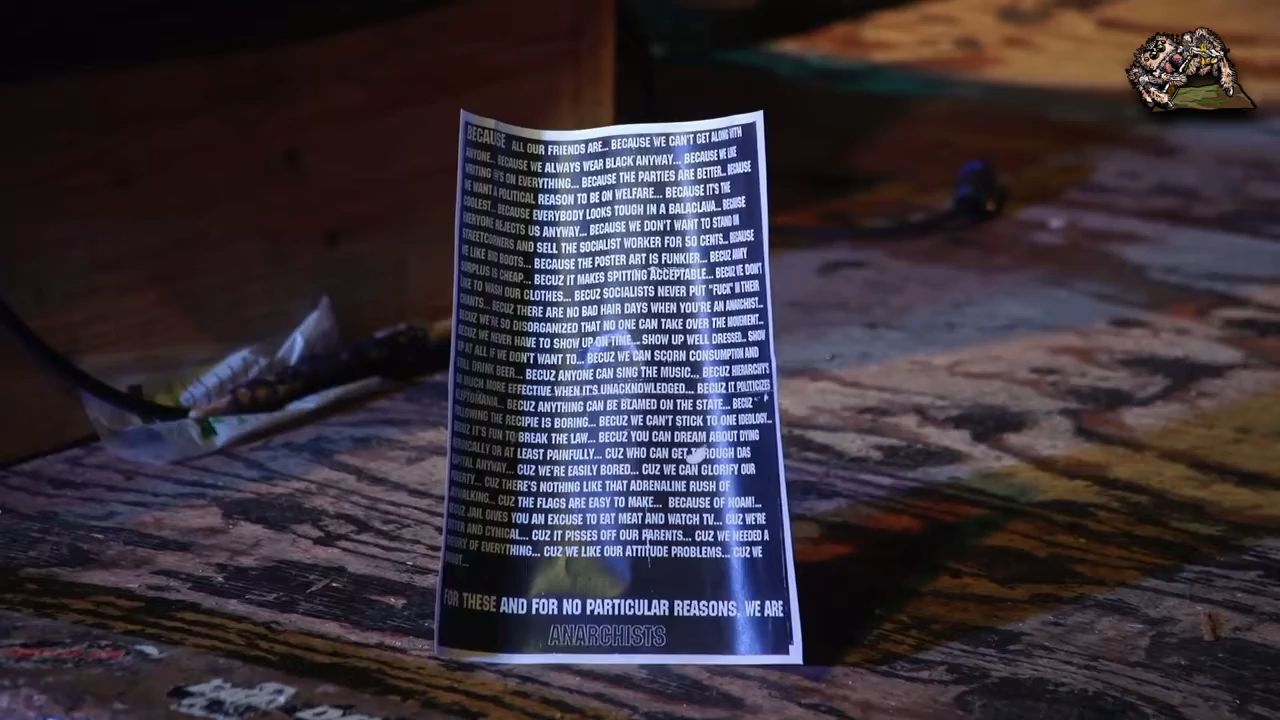 BECAUSE ALL OUR FRIENDS ARE... BECAUSE WE CAN'T GET ALONG WITH
ANYONE... BECAUSE WE ALWAYS WEAR BLACK ANYWAY... BECAUSE WE LIKE
WRITING @'S ON EVERYTHING... BECAUSE THE PARTIES ARE BETTER... BECAUSE
WE WANT A POLITICAL REASON TO BE ON WELFARE... BECAUSE IT'S THE
COOLEST... BECAUSE EVERYBODY LOOKS TOUGH IN A BALACLAVA... BECAUSE
EVERYONE REJECTS US ANYWAY... BECAUSE WE DON'T WANT TO STAND ON
STREETCORNERS AND SELL THE SOCIALIST WORKER FOR 50 CENTS... BECAUSE
WE LIKE BIG BOOTS... BECAUSE THE POSTER ART IS FUNKIER... BECUZ ARMY
SURPLUS IS CHEAP... BECUZ IT MAKES SPITTING ACCEPTABLE... BECUZ WE DON'T
LIKE TO WASH OUR CLOTHES... BECUZ SOCIALISTS NEVER PUT "FUCK" IN THEIR
CHANTS... BECUZ THERE ARE NO BAD HAIR DAYS WHEN YOU'RE AN ANARCHIST...
BECUZ WE'RE SO DISORGANIZED THAT NO ONE CAN TAKE OVER THE MOVEMENT...
BECUZ WE NEVER HAVE TO SHOW UP ON TIME... SHOW UP WELL DRESSED... SHOW
UP AT ALL IF WE DON'T WANT TO... BECUZ WE CAN SCORN CONSUMPTION AND
STILL DRINK BEER... BECUZ ANYONE CAN SING THE MUSIC... BECUZ HIERARCHY'S
SO MUCH MORE EFFECTIVE WHEN IT'S UNACKNOWLEDGED... BECUZ IT POLITICIZES
KLEPTOMANIA... BECUZ ANYTHING CAN BE BLAMED ON THE STATE... BECUZ
FOLLOWING THE RECIPIE IS BORING... BECUZ WE CAN'T STICK TO ONE IDEOLOGY...
BECUZ IT'S FUN TO BREAK THE LAW... BECUZ YOU CAN DREAM ABOUT DYING
HEROICALLY OR AT LEAST PAINFULLY... CUZ WHO CAN GET THROUGH DAS
KAPITAL ANYWAY... CUZ WE'RE EASILY BORED... CUZ WE CAN GLORIFY OUR
POVERTY... CUZ THERE'S NOTHING LIKE THAT ADRENALINE RUSH OF
JAYWALKING... CUZ THE FLAGS ARE EASY TO MAKE... BECAUSE OF NOAM!...
BECUZ JAIL GIVES YOU AN EXCUSE TO EAT MEAT AND WATCH TV... CUZ WE'RE
BITTER AND CYNICAL... CUZ IT PISSES OFF OUR PARENTS... CUZ WE NEEDED A
THEORY OF EVERYTHING... CUZ WE LIKE OUR ATTITUDE PROBLEMS... CUZ WE
FOR THESE AND FOR NO PARTICULAR REASONS, WE ARE
ANARCHISTS